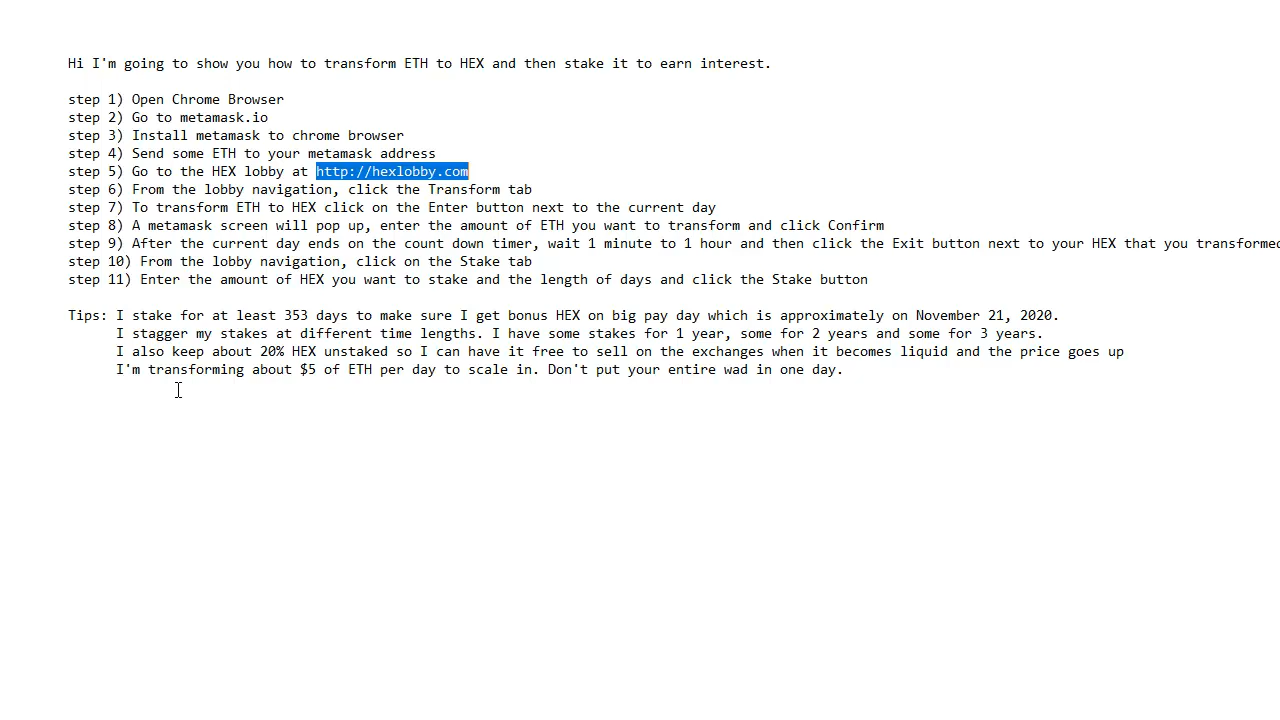 Hi I'm going to show you how to transform ETH to HEX and then stake it to earn interest.
step 1) Open Chrome Browser
step 2) Go to metamask.io
step 3) Install metamask to chrome browser
step 4) Send some ETH to your metamask address
step 5) Go to the HEX lobby at http://hexlobby.com
step 6) From the lobby navigation, click the Transform tab
step 7) To transform ETH to HEX click on the Enter button next to the current day
step 8) A metamask screen will pop up, enter the amount of ETH you want to transform and click Confirm
step 9) After the current day ends on the count down timer, wait 1 minute to 1 hour and then click the Exit button next to your HEX that you transformed
step 10) From the lobby navigation, click on the Stake tab
step 11) Enter the amount of HEX you want to stake and the length of days and click the Stake button
Tips: I stake for at least 353 days to make sure I get bonus HEX on big pay day which is approximately on November 21, 2020.
I stagger my stakes at different time lengths. I have some stakes for 1 year, some for 2 years and some for 3 years.
I also keep about 20% HEX unstaked so I can have it free to sell on the exchanges when it becomes liquid and the price goes up
I'm transforming about $5 of ETH per day to scale in. Don't put your entire wad in one day.